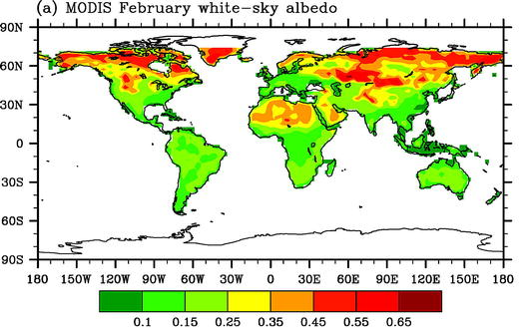 (a) MODIS February white-sky albedo
90N
60N
30N
0
30S
60S
90S
180 150W 120W 90W 60W 30W 0 30E 60E 90E 120E 150E 180
0.1 0.15 0.25 0.35 0.45 0.55 0.65